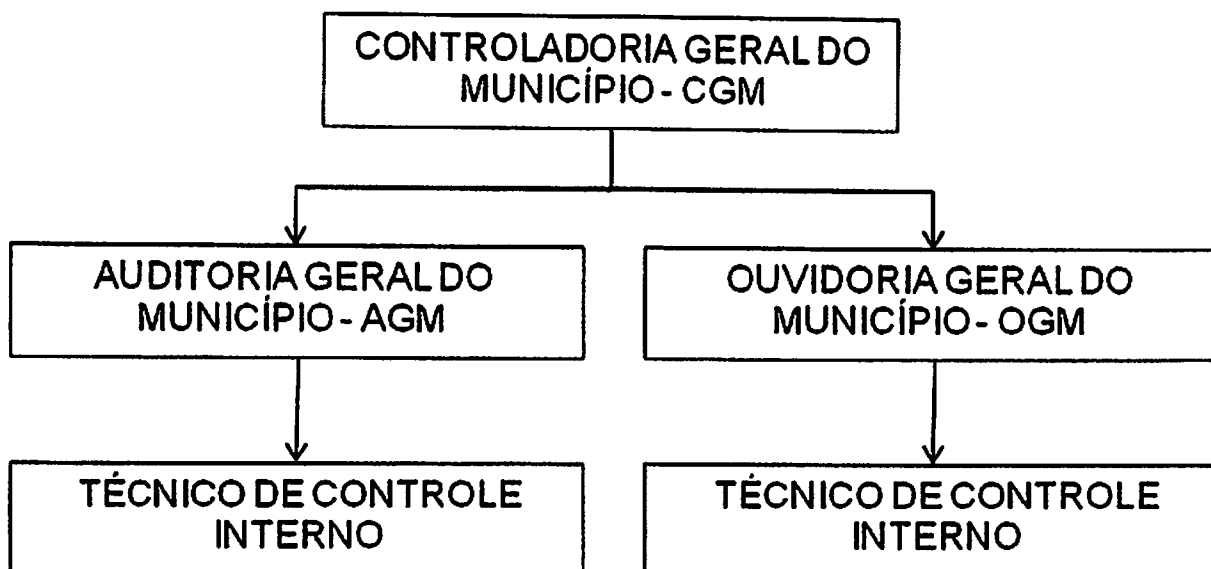 CONTROLADORIA GERAL DO
MUNICÍPIO - CGM
AUDITORIA GERAL DO
MUNICÍPIO - AGM
OUVIDORIA GERAL DO
MUNICÍPIO - OGM
TÉCNICO DE CONTROLE
INTERNO
TÉCNICO DE CONTROLE
INTERNO